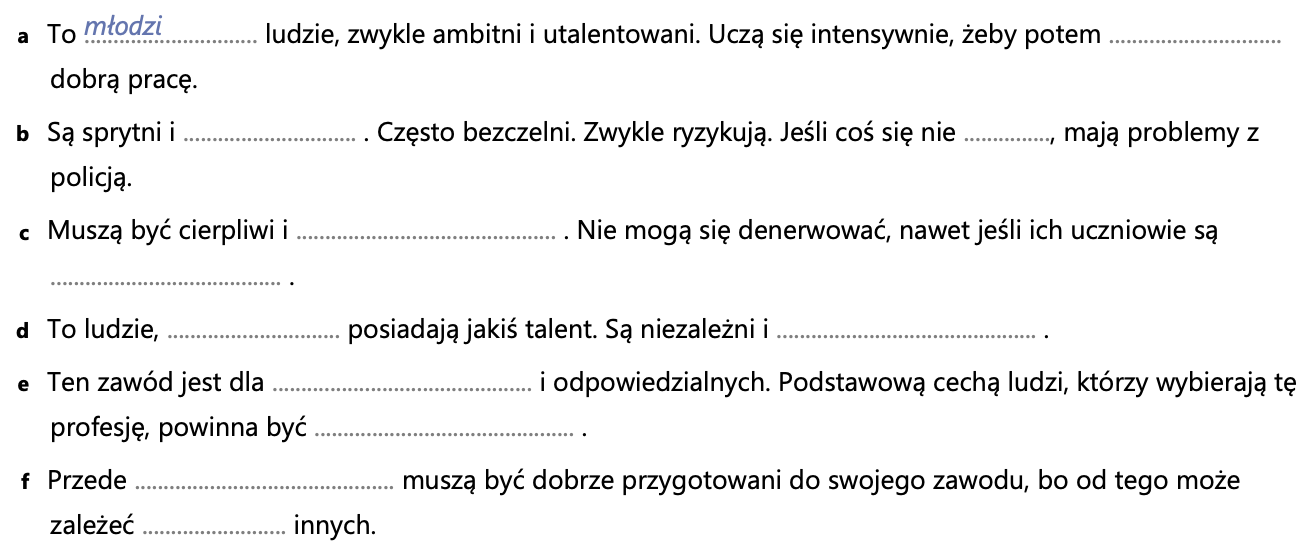 a To młodzi ludzie, zwykle ambitni i utalentowani. Uczą się intensywnie, żeby potem ..............................
dobrą pracę.
b Są sprytni i .............................. . Często bezczelni. Zwykle ryzykują. Jeśli coś się nie ..............., mają problemy z
policją.
c Muszą być cierpliwi i ............................................. . Nie mogą się denerwować, nawet jeśli ich uczniowie są
........................................ .
d To ludzie, .............................. posiadają jakiś talent. Są niezależni i ............................................. .
e Ten zawód jest dla ............................................. i odpowiedzialnych. Podstawową cechą ludzi, którzy wybierają tę
profesję, powinna być ............................................. .
f Przede ............................................. muszą być dobrze przygotowani do swojego zawodu, bo od tego może
zależeć ......................... innych.